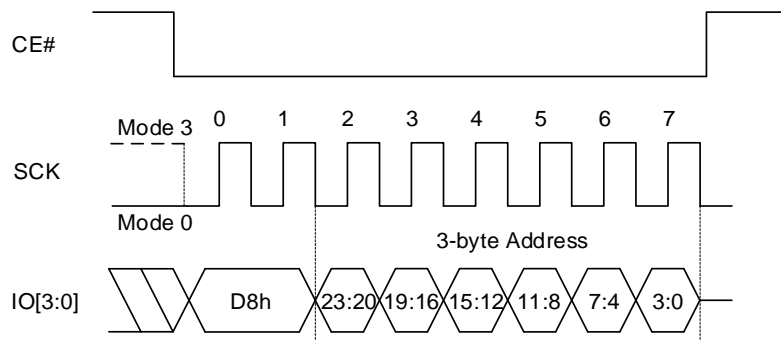 CE#
Mode 3 0 1 2 3 4 5 6 7
SCK
Mode 0
3-byte Address
IO[3:0] D8h 23:20 19:16 15:12 11:8 7:4 3:0